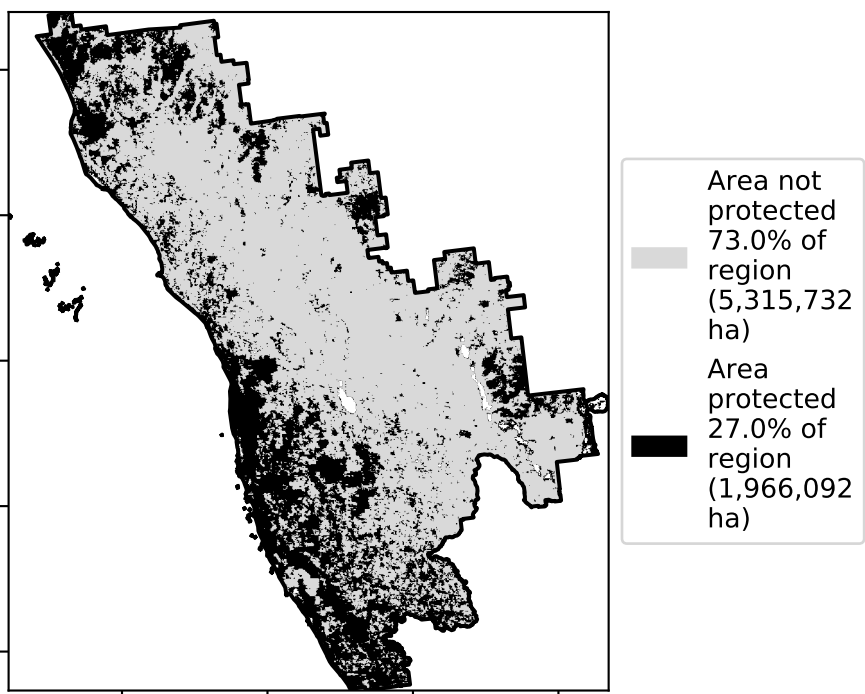 Area not
protected
73.0% of
region
(5,315,732
ha)
Area
protected
27.0% of
region
(1,966,092
ha)